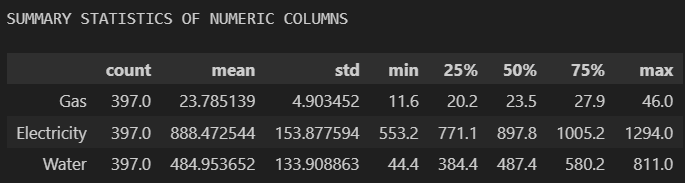 SUMMARY STATISTICS OF NUMERIC COLUMNS
count mean std min 25% 50% 75% max
Gas 397.0 23.785139 4.903452 11.6 20.2 23.5 27.9 46.0
Electricity 397.0 888.472544 153.877594 553.2 771.1 897.8 1005.2 1294.0
Water 397.0 484.953652 133.908863 44.4 384.4 487.4 580.2 811.0